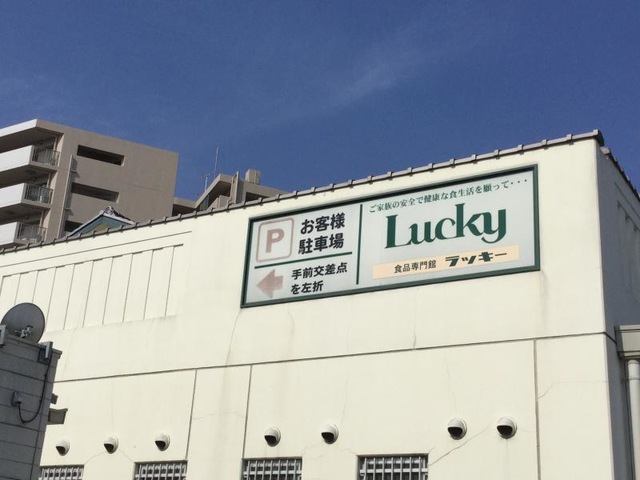 P
お客様
駐車場
手前交差点
を左折
ご家族の安全で健康な食生活を願って・・・
Lucky
食品専門館 ラッキー